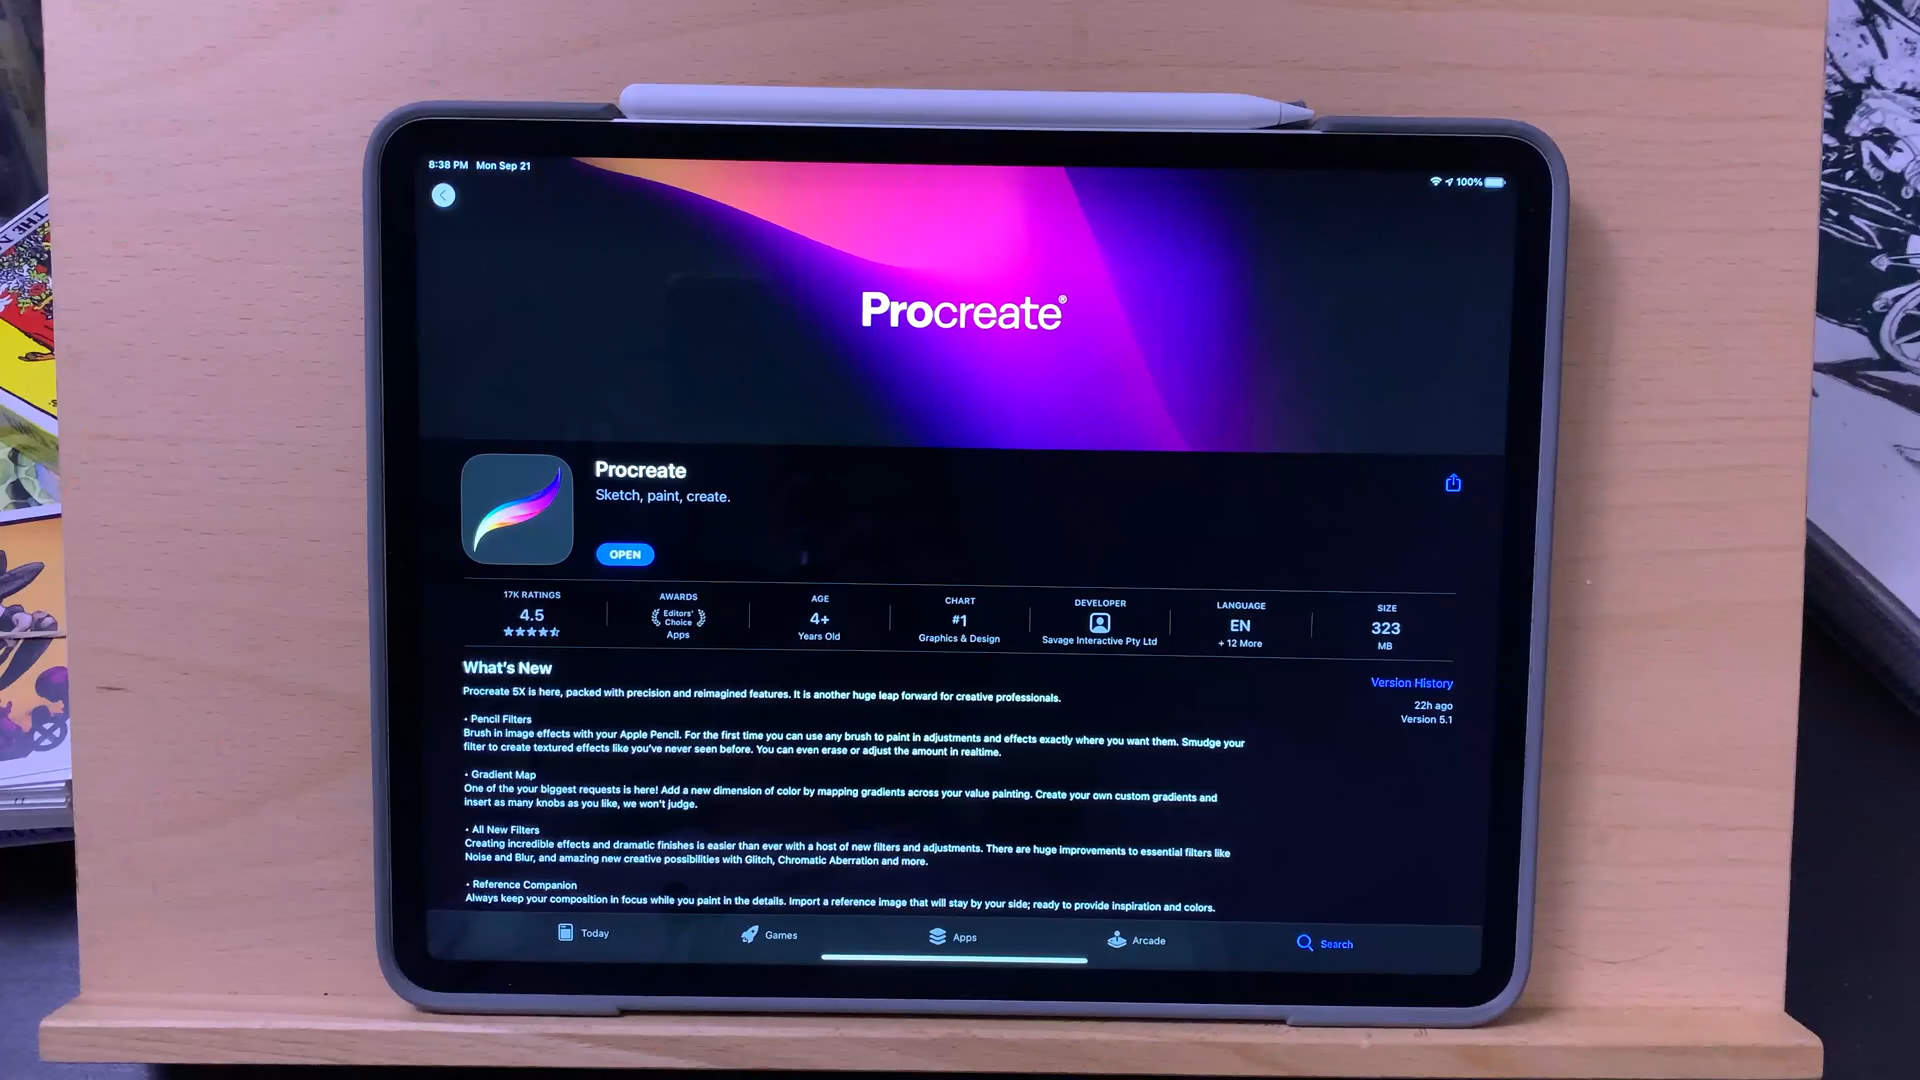 8:38 PM Mon Sep 21
100%
Procreate®
Procreate
Sketch, paint, create.
OPEN
17K RATINGS
4.5
AWARDS
Editors'
Choice
Apps
AGE
4+
Years Old
CHART
#1
Graphics & Design
DEVELOPER
Savage Interactive Pty Ltd
LANGUAGE
EN
+ 12 More
SIZE
323
MB
What's New
Version History
22h ago
Version 5.1
Procreate 5X is here, packed with precision and reimagined features. It is another huge leap forward for creative professionals.
• Pencil Filters
Brush in image effects with your Apple Pencil. For the first time you can use any brush to paint in adjustments and effects exactly where you want them. Smudge your
filter to create textured effects like you've never seen before. You can even erase or adjust the amount in realtime.
• Gradient Map
One of the your biggest requests is here! Add a new dimension of color by mapping gradients across your value painting. Create your own custom gradients and
insert as many knobs as you like, we won't judge.
• All New Filters
Creating incredible effects and dramatic finishes is easier than ever with a host of new filters and adjustments. There are huge improvements to essential filters like
Noise and Blur, and amazing new creative possibilities with Glitch, Chromatic Aberration and more.
• Reference Companion
Always keep your composition in focus while you paint in the details. Import a reference image that will stay by your side; ready to provide inspiration and colors.
Today
Games
Apps
Arcade
Search
THE